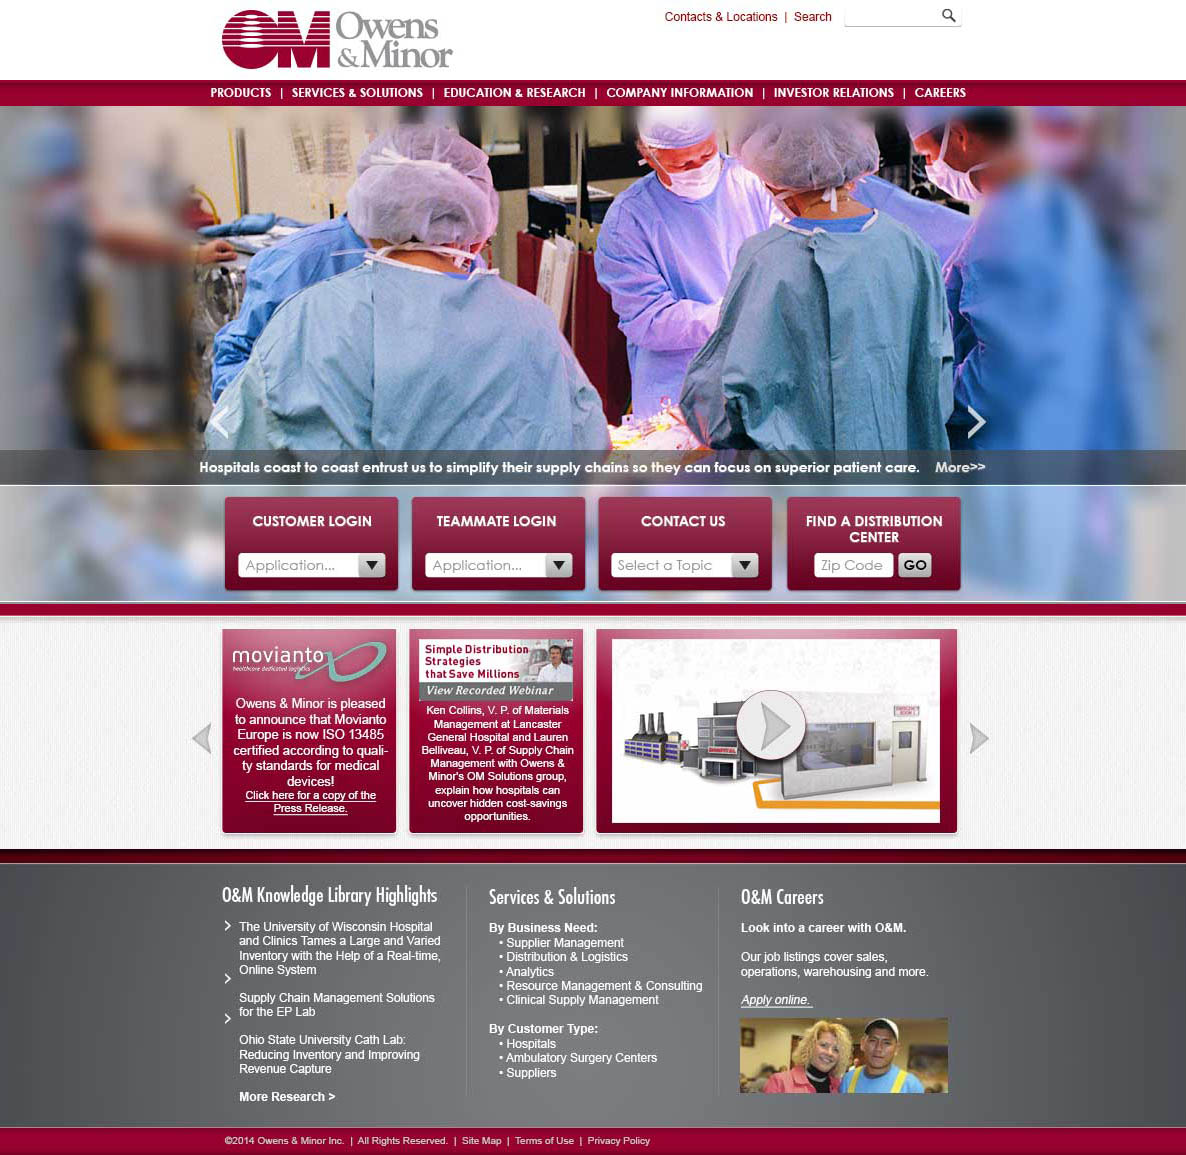 OM Owens
&Minor
Contacts & Locations | Search
PRODUCTS | SERVICES & SOLUTIONS | EDUCATION & RESEARCH | COMPANY INFORMATION | INVESTOR RELATIONS | CAREERS
Hospitals coast to coast entrust us to simplify their supply chains so they can focus on superior patient care. More>>
CUSTOMER LOGIN
Application...
TEAMMATE LOGIN
Application...
CONTACT US
Select a Topic
FIND A DISTRIBUTION
CENTER
Zip Code GO
movianto
healthcare dedicated logistics
Owens & Minor is pleased
to announce that Movianto
Europe is now ISO 13485
certified according to quali-
ty standards for medical
devices!
Click here for a copy of the
Press Release.
Simple Distribution
Strategies
that Save Millions
View Recorded Webinar
Ken Collins, V. P. of Materials
Management at Lancaster
General Hospital and Lauren
Belliveau, V. P. of Supply Chain
Management with Owens &
Minor's OM Solutions group,
explain how hospitals can
uncover hidden cost-savings
opportunities.
HOSPITAL
O&M Knowledge Library Highlights
The University of Wisconsin Hospital
and Clinics Tames a Large and Varied
Inventory with the Help of a Real-time,
Online System
Supply Chain Management Solutions
for the EP Lab
Ohio State University Cath Lab:
Reducing Inventory and Improving
Revenue Capture
More Research >
Services & Solutions
By Business Need:
• Supplier Management
• Distribution & Logistics
• Analytics
• Resource Management & Consulting
• Clinical Supply Management
By Customer Type:
• Hospitals
• Ambulatory Surgery Centers
• Suppliers
O&M Careers
Look into a career with O&M.
Our job listings cover sales,
operations, warehousing and more.
Apply online.
©2014 Owens & Minor Inc. | All Rights Reserved. | Site Map | Terms of Use | Privacy Policy